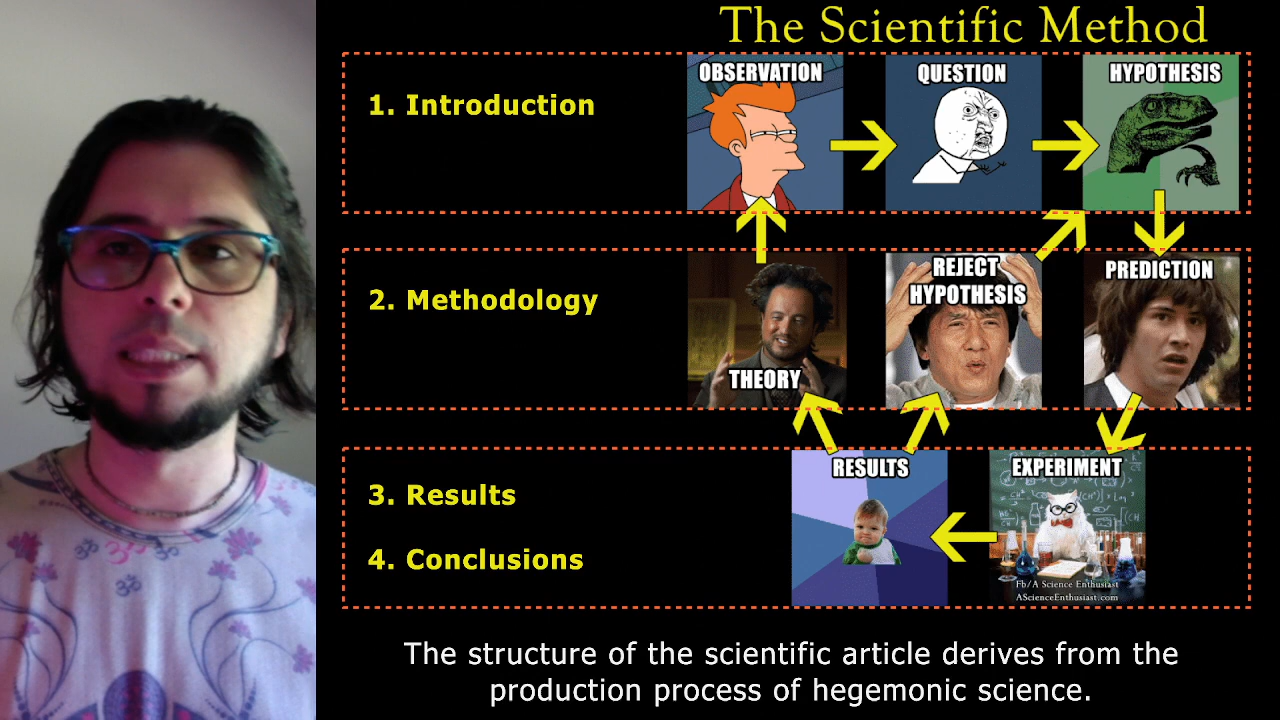 The Scientific Method
1. Introduction
OBSERVATION
QUESTION
HYPOTHESIS
2. Methodology
THEORY
REJECT
HYPOTHESIS
PREDICTION
3. Results
4. Conclusions
RESULTS
EXPERIMENT
Fb/A Science Enthusiast
AScienceEnthusiast.com
The structure of the scientific article derives from the
production process of hegemonic science.